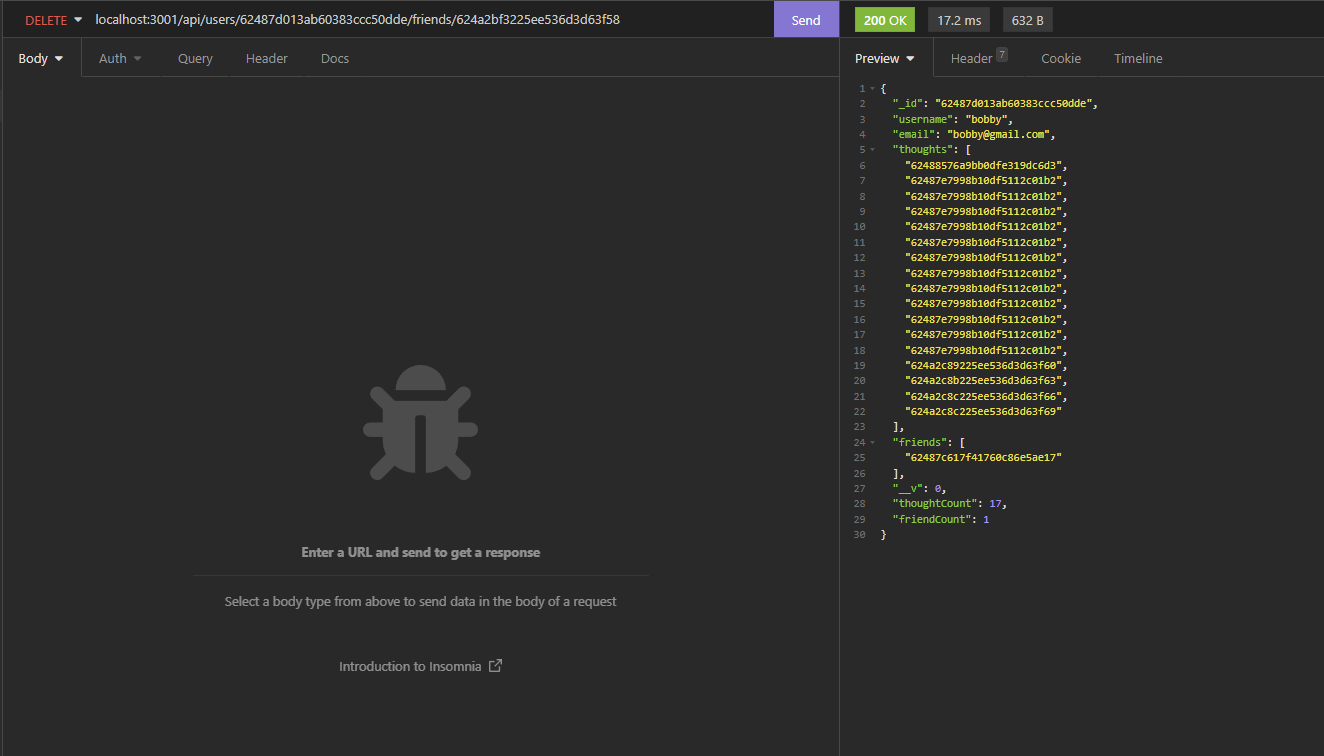 DELETE localhost:3001/api/users/62487d013ab60383ccc50dde/friends/624a2bf3225ee536d3d63f58 Send 200 OK 17.2 ms 632 B
Body Auth Query Header Docs Preview Header 7 Cookie Timeline
1 {
2 "_id": "62487d013ab60383ccc50dde",
3 "username": "bobby",
4 "email": "bobby@gmail.com",
5 "thoughts": [
6 "62488576a9bb0dfe319dc6d3",
7 "62487e7998b10df5112c01b2",
8 "62487e7998b10df5112c01b2",
9 "62487e7998b10df5112c01b2",
10 "62487e7998b10df5112c01b2",
11 "62487e7998b10df5112c01b2",
12 "62487e7998b10df5112c01b2",
13 "62487e7998b10df5112c01b2",
14 "62487e7998b10df5112c01b2",
15 "62487e7998b10df5112c01b2",
16 "62487e7998b10df5112c01b2",
17 "62487e7998b10df5112c01b2",
18 "62487e7998b10df5112c01b2",
19 "624a2c89225ee536d3d63f60",
20 "624a2c8b225ee536d3d63f63",
21 "624a2c8c225ee536d3d63f66",
22 "624a2c8c225ee536d3d63f69"
23 ],
24 "friends": [
25 "62487c617f41760c86e5ae17"
26 ],
27 "__v": 0,
28 "thoughtCount": 17,
29 "friendCount": 1
30 }
Enter a URL and send to get a response
Select a body type from above to send data in the body of a request
Introduction to Insomnia